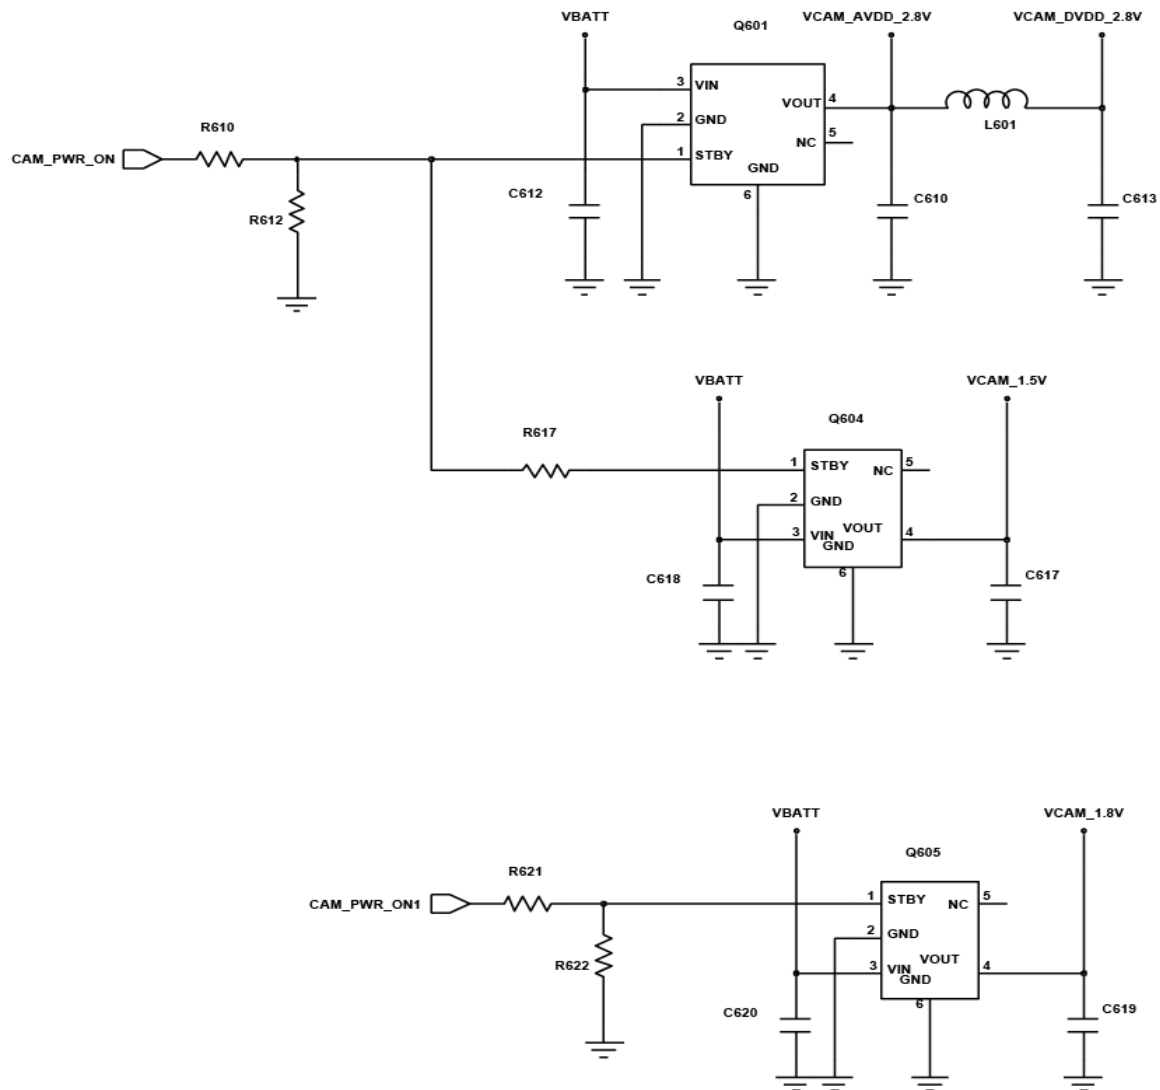 VBATT
Q601
VCAM_AVDD_2.8V
VCAM_DVDD_2.8V
3 VIN
VOUT 4
L601
2 GND
R610
NC 5
CAM_PWR_ON
1 STBY
GND
6
C612
C610
C613
R612
VBATT
VCAM_1.5V
Q604
R617
1 STBY
NC 5
2 GND
VOUT
3 VIN
4
GND
6
C618
C617
VBATT
VCAM_1.8V
Q605
R621
1 STBY
NC 5
CAM_PWR_ON1
2 GND
VOUT
R622
3 VIN
4
GND
6
C620
C619